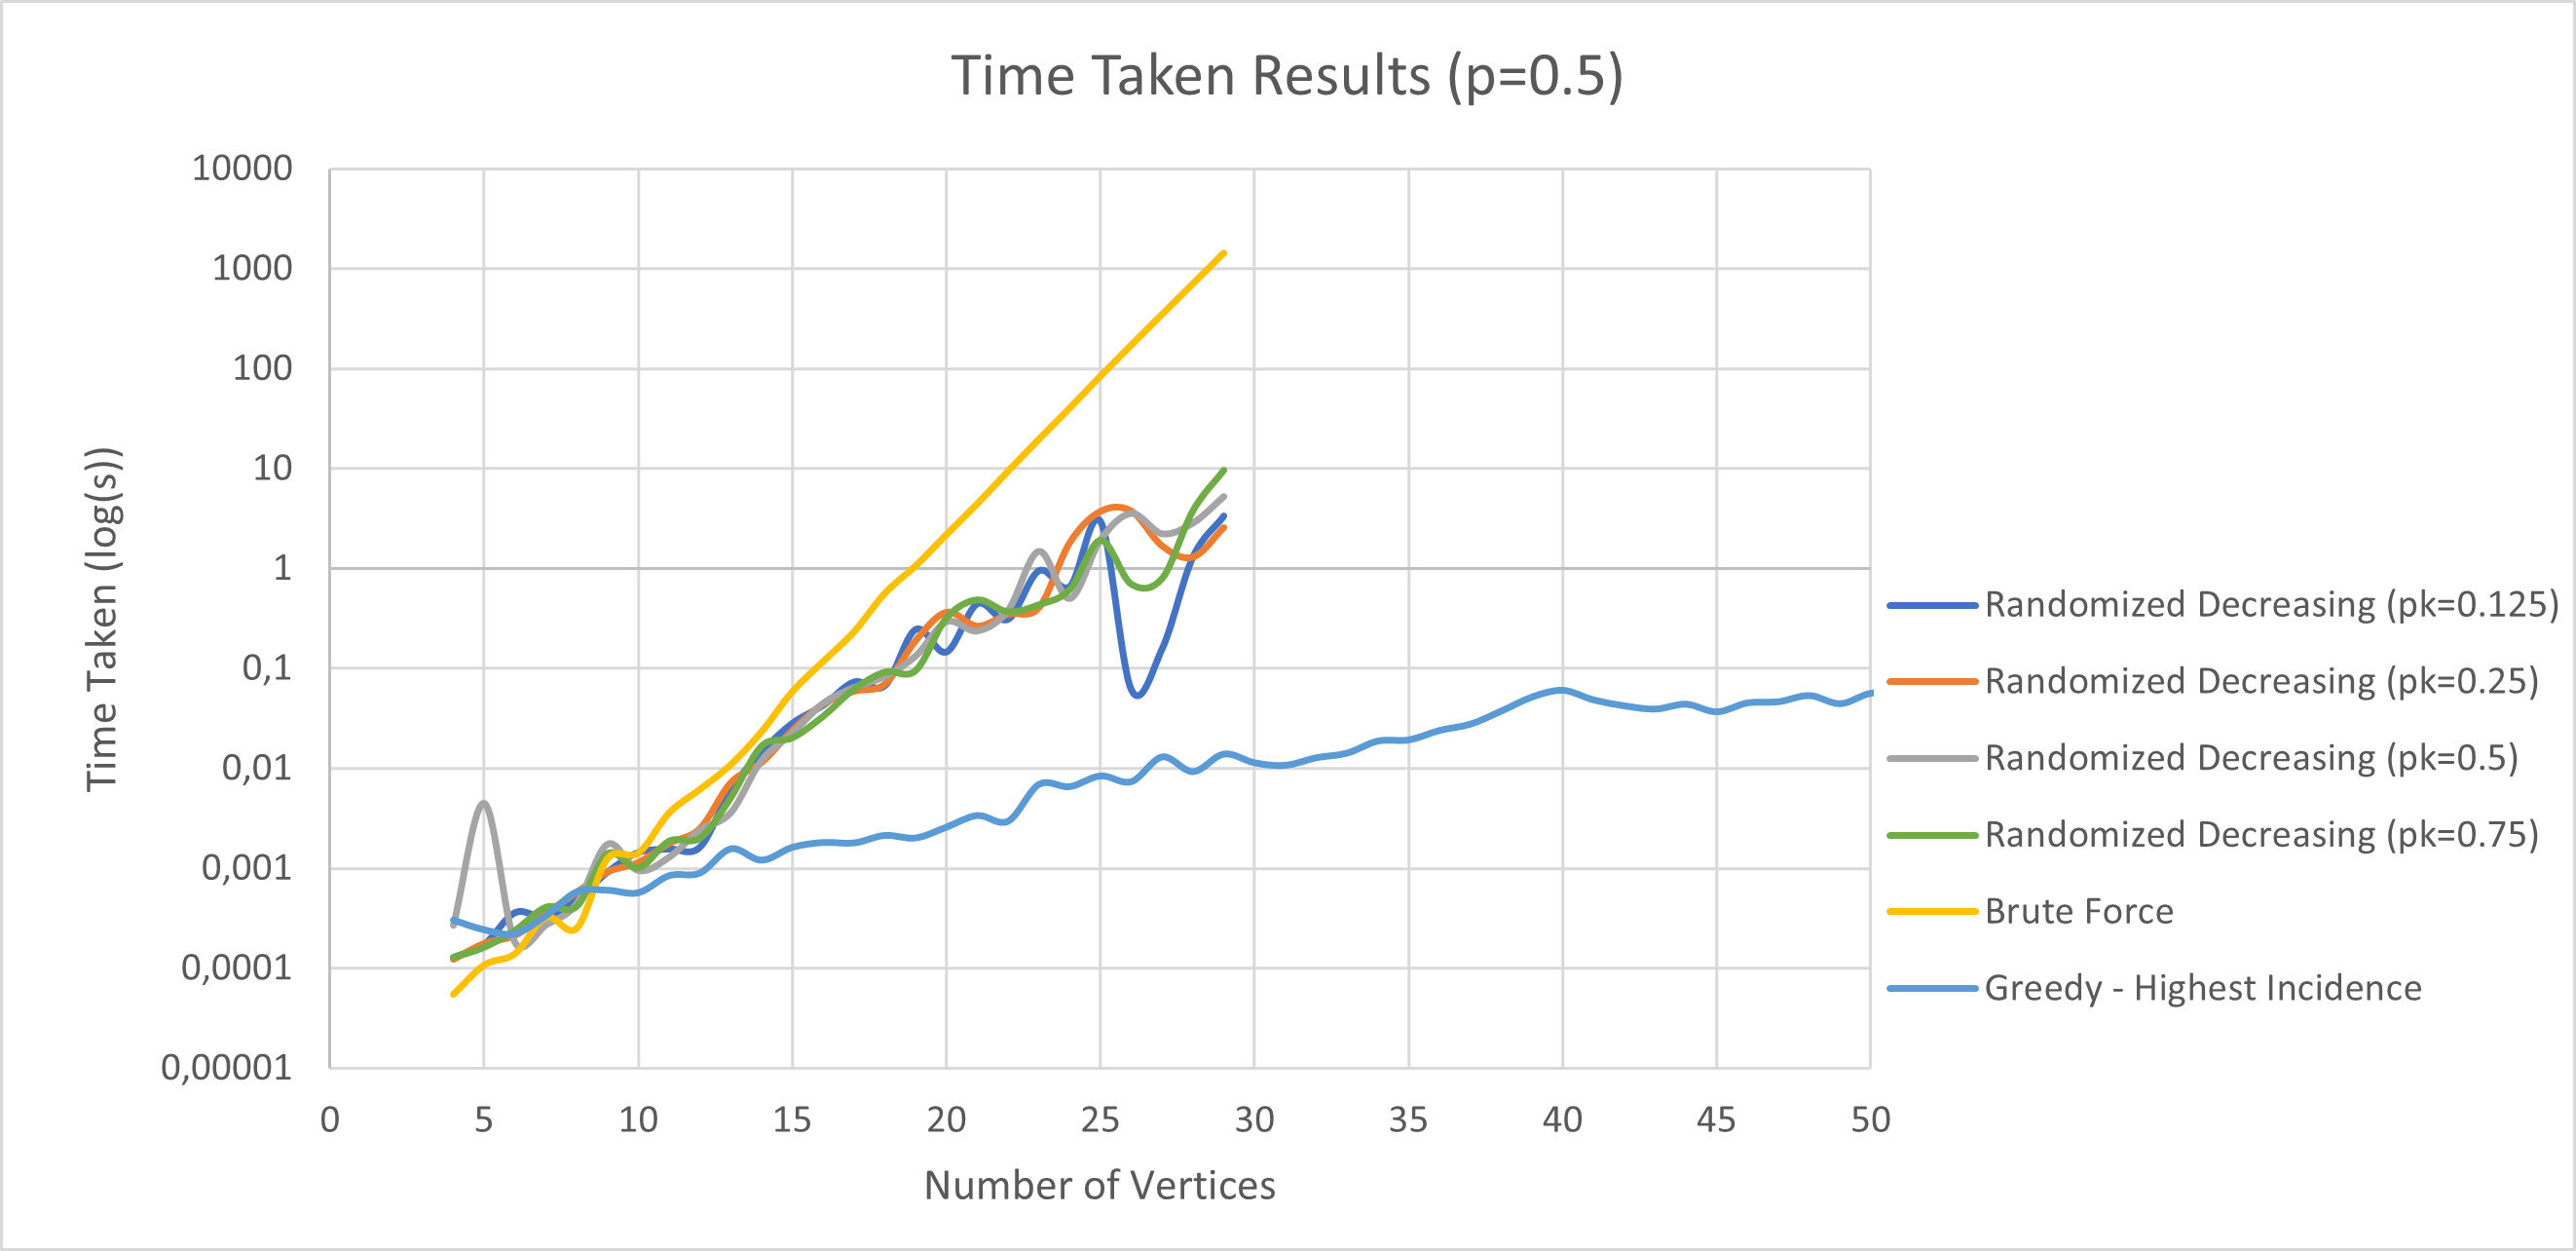 Time Taken Results (p=0.5)
10000
1000
100
10
1
0,1
0,01
0,001
0,0001
0,00001
Time Taken (log(s))
0 5 10 15 20 25 30 35 40 45 50
Number of Vertices
Randomized Decreasing (pk=0.125)
Randomized Decreasing (pk=0.25)
Randomized Decreasing (pk=0.5)
Randomized Decreasing (pk=0.75)
Brute Force
Greedy - Highest Incidence